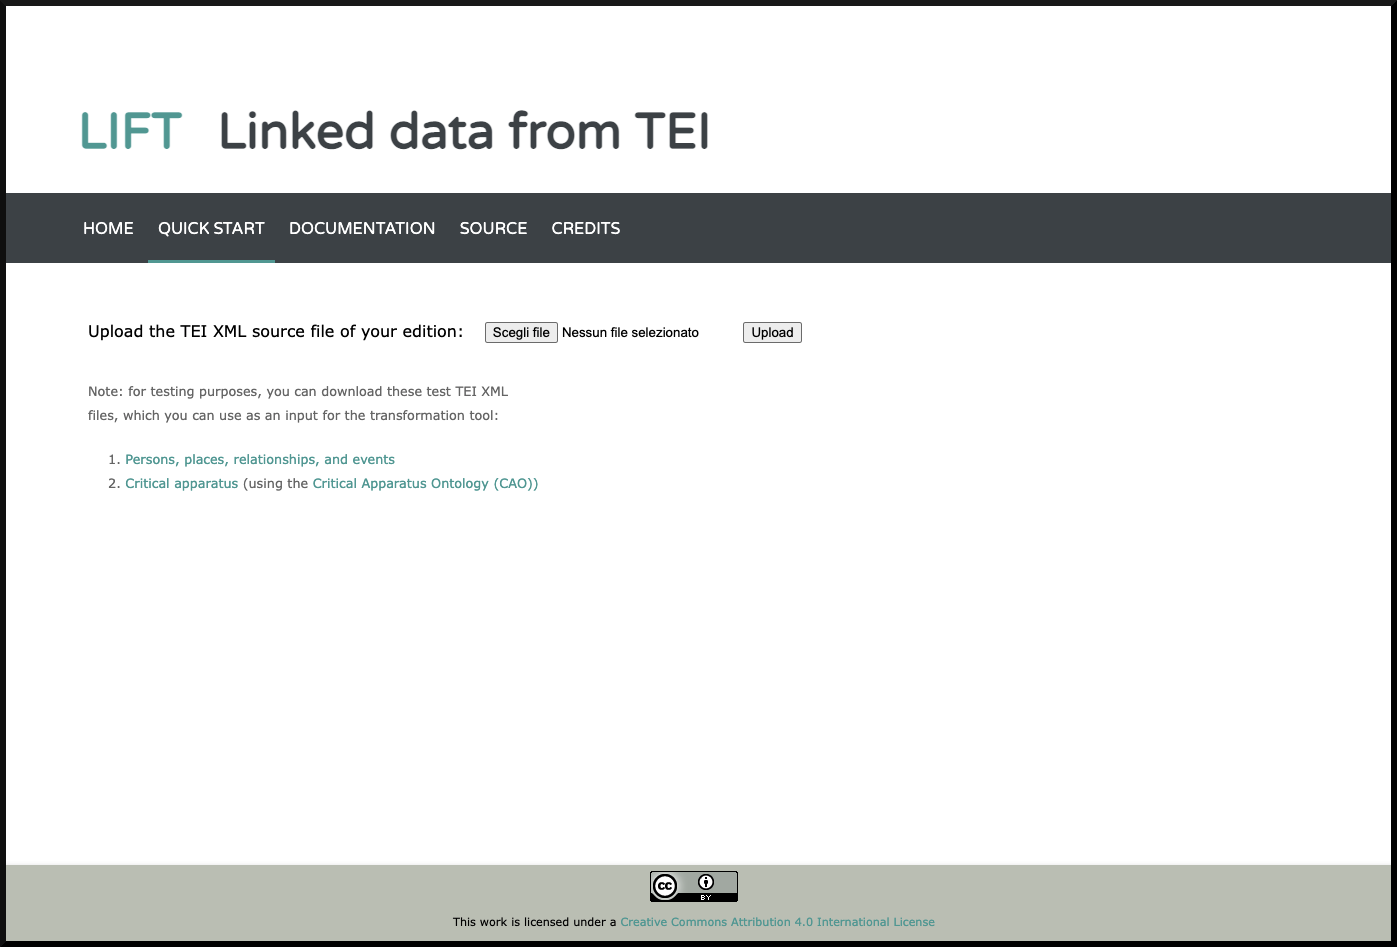 LIFT Linked data from TEI
HOME QUICK START DOCUMENTATION SOURCE CREDITS
Upload the TEI XML source file of your edition: Scegli file Nessun file selezionato Upload
Note: for testing purposes, you can download these test TEI XML
files, which you can use as an input for the transformation tool:
1. Persons, places, relationships, and events
2. Critical apparatus (using the Critical Apparatus Ontology (CAO))
cc BY
This work is licensed under a Creative Commons Attribution 4.0 International License